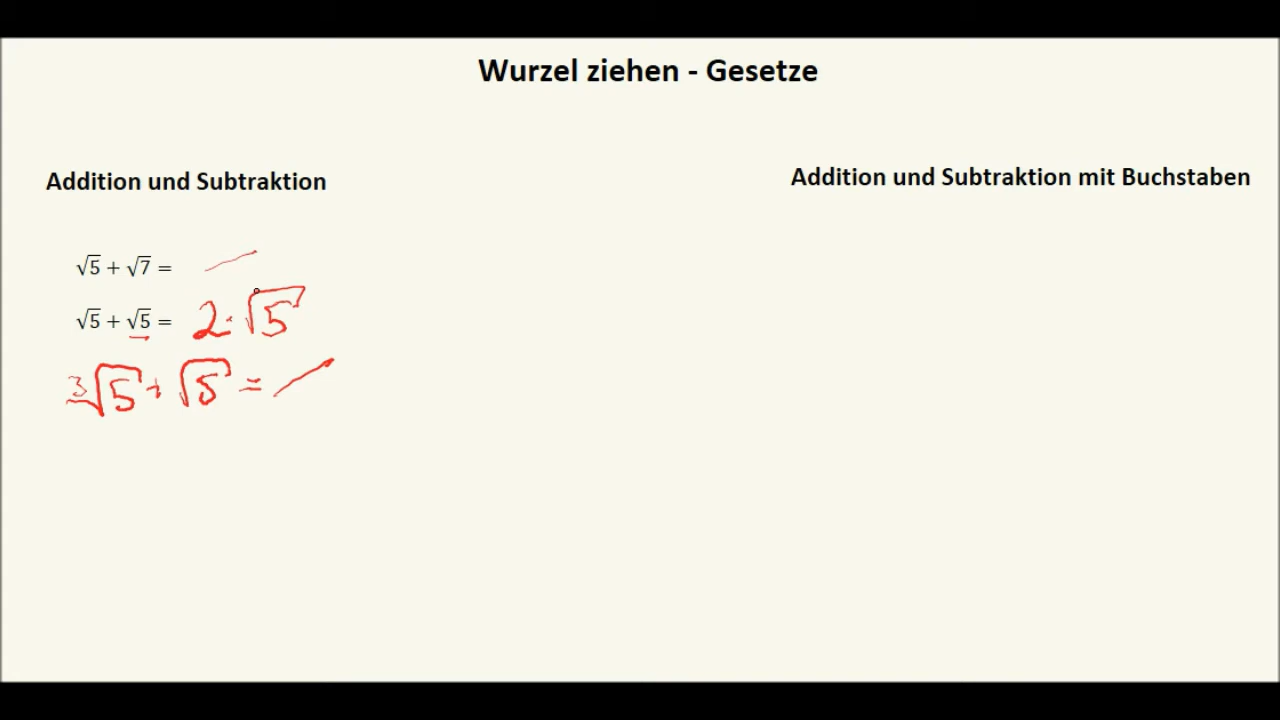 Wurzel ziehen - Gesetze
Addition und Subtraktion
Addition und Subtraktion mit Buchstaben
√5 + √7 =
√5 + √5 = 2·√5
³√5 + √5 =